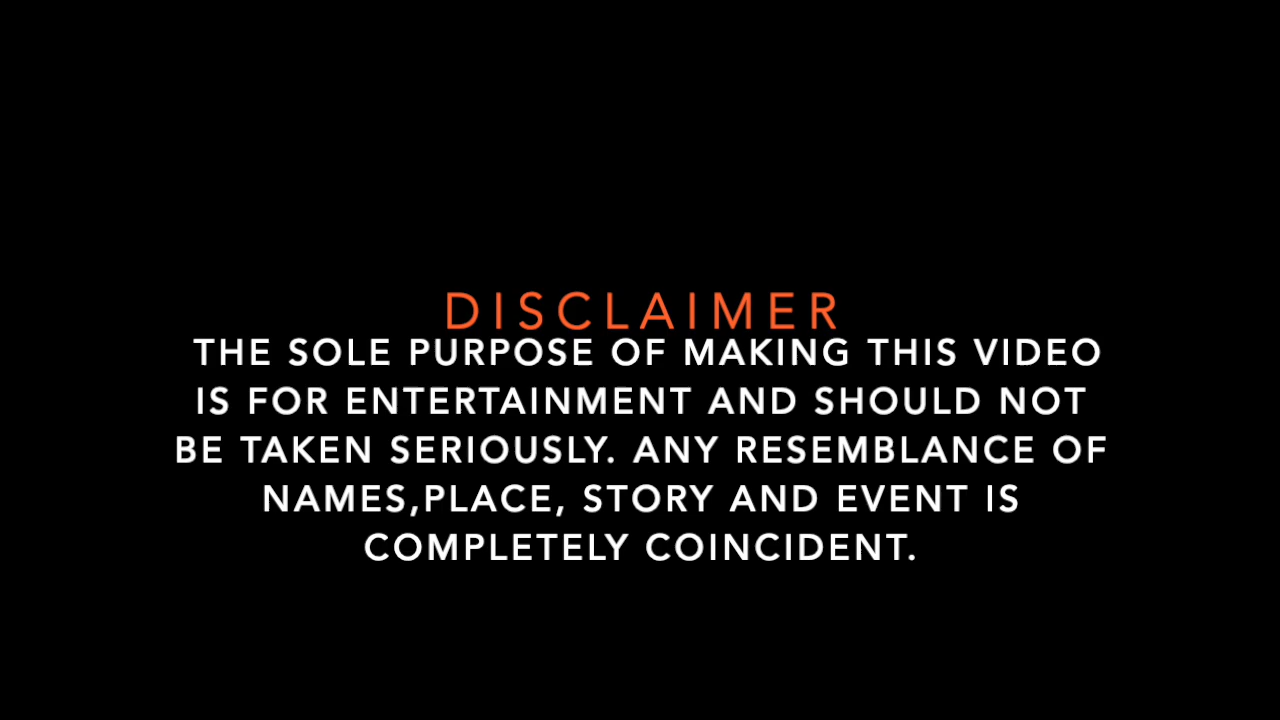 DISCLAIMER
THE SOLE PURPOSE OF MAKING THIS VIDEO
IS FOR ENTERTAINMENT AND SHOULD NOT
BE TAKEN SERIOUSLY. ANY RESEMBLANCE OF
NAMES,PLACE, STORY AND EVENT IS
COMPLETELY COINCIDENT.